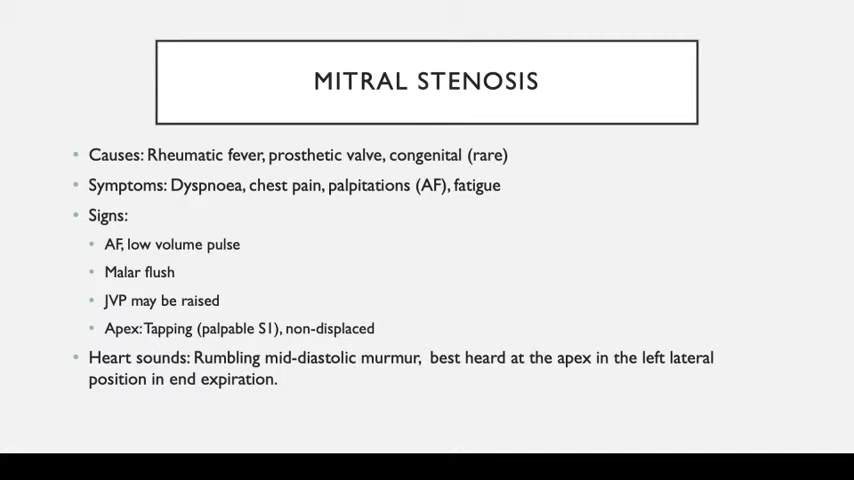 MITRAL STENOSIS
• Causes: Rheumatic fever, prosthetic valve, congenital (rare)
• Symptoms: Dyspnoea, chest pain, palpitations (AF), fatigue
• Signs:
• AF, low volume pulse
• Malar flush
• JVP may be raised
• Apex: Tapping (palpable S1), non-displaced
• Heart sounds: Rumbling mid-diastolic murmur, best heard at the apex in the left lateral
position in end expiration.